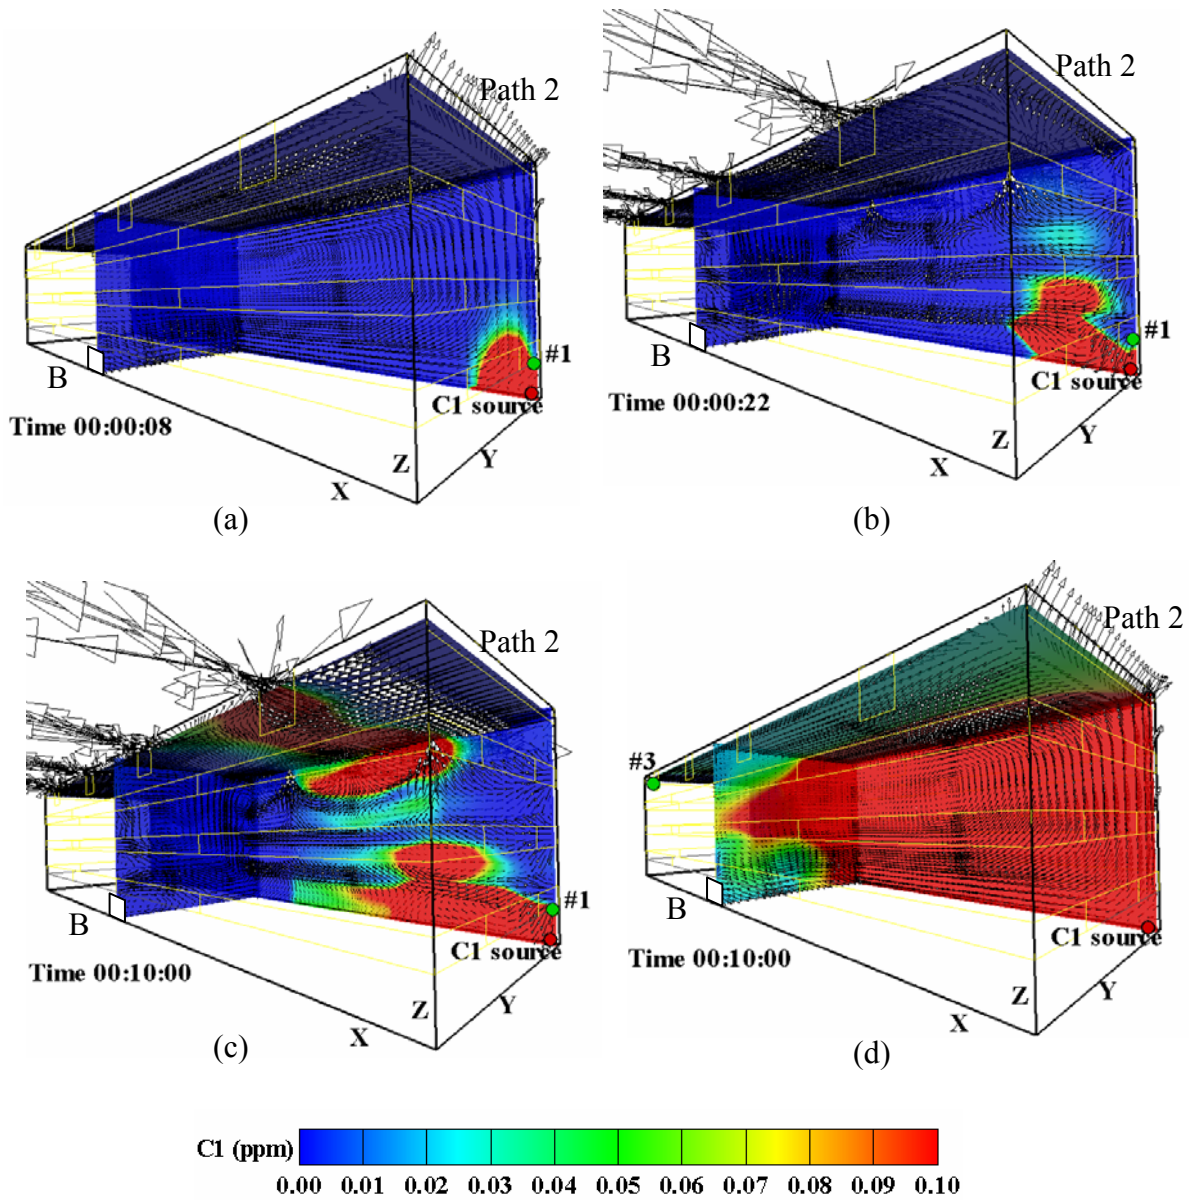 Path 2
#1
B
C1 source
Time 00:00:08
Z
Y
X
(a)
Path 2
#1
B
C1 source
Time 00:00:22
Z
Y
X
(b)
Path 2
#1
B
C1 source
Time 00:10:00
Z
Y
X
(c)
Path 2
#3
B
C1 source
Time 00:10:00
Z
Y
X
(d)
C1 (ppm)
0.00 0.01 0.02 0.03 0.04 0.05 0.06 0.07 0.08 0.09 0.10